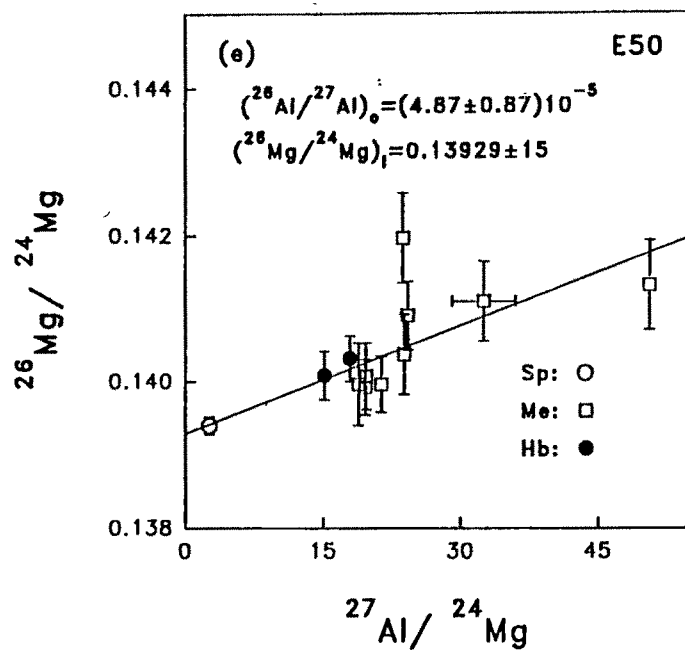 (e) E50
(²⁶Al/²⁷Al)ₒ=(4.87±0.87)10⁻⁵
(²⁶Mg/²⁴Mg)ᵢ=0.13929±15
0.144
0.142
0.140
0.138
²⁶Mg/ ²⁴Mg
Sp: ○
Me: □
Hb: ●
0 15 30 45
²⁷Al/ ²⁴Mg